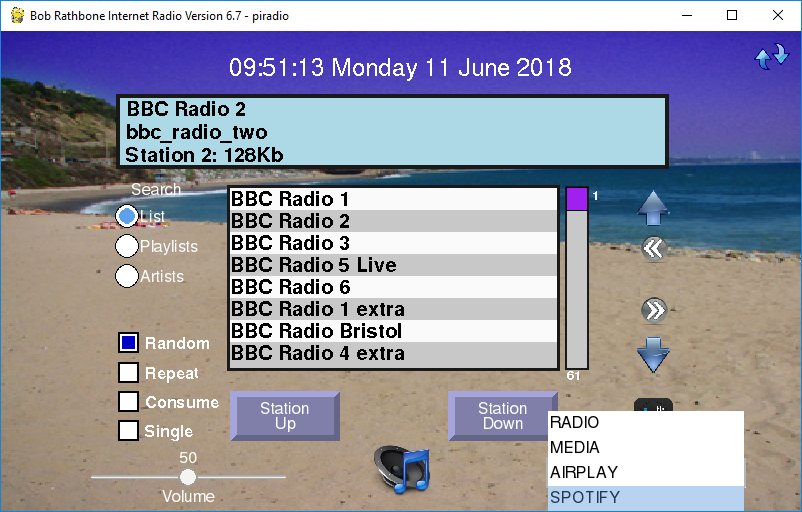 Bob Rathbone Internet Radio Version 6.7 - piradio
09:51:13 Monday 11 June 2018
BBC Radio 2
bbc_radio_two
Station 2: 128Kb
Search
List
Playlists
Artists
BBC Radio 1
BBC Radio 2
BBC Radio 3
BBC Radio 5 Live
BBC Radio 6
BBC Radio 1 extra
BBC Radio Bristol
BBC Radio 4 extra
1
61
Random
Repeat
Consume
Single
Station
Up
Station
Down
50
Volume
RADIO
MEDIA
AIRPLAY
SPOTIFY